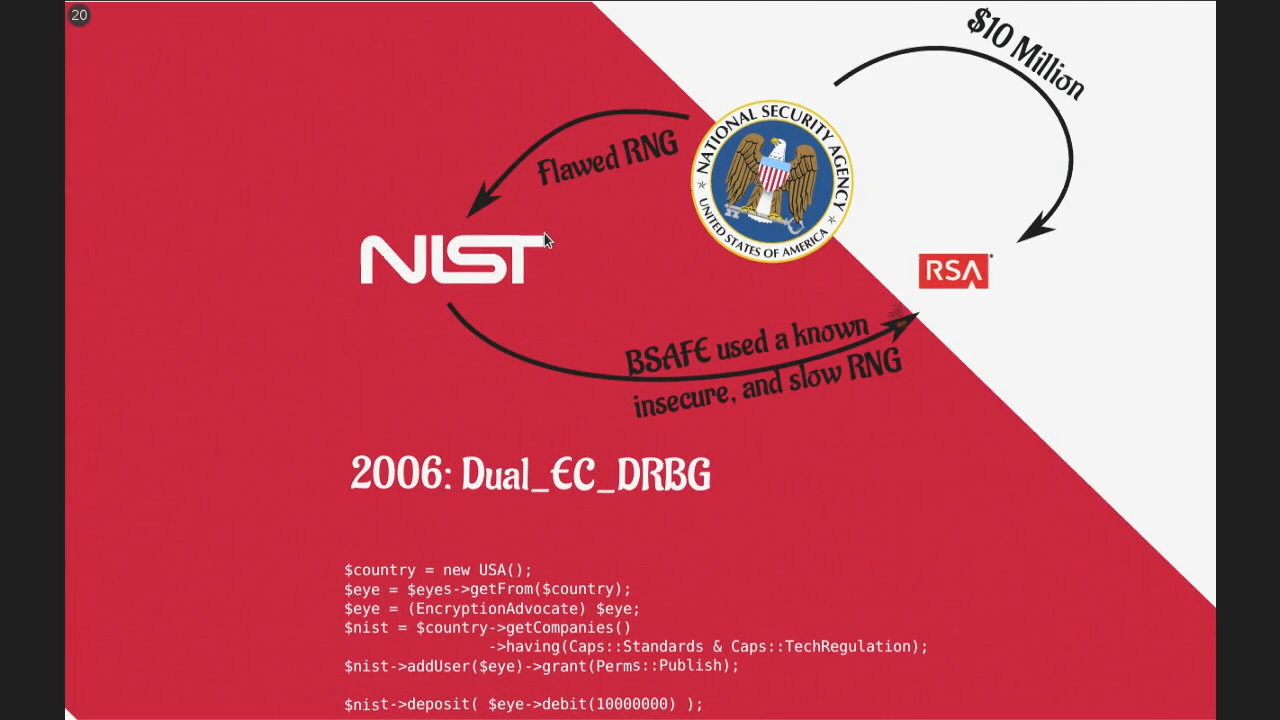 20
$10 Million
NATIONAL SECURITY AGENCY
UNITED STATES OF AMERICA
Flawed RNG
NIST
RSA
BSAFE used a known
insecure, and slow RNG
2006: Dual_EC_DRBG
$country = new USA();
$eye = $eyes->getFrom($country);
$eye = (EncryptionAdvocate) $eye;
$nist = $country->getCompanies()
->having(Caps::Standards & Caps::TechRegulation);
$nist->addUser($eye)->grant(Perms::Publish);
$nist->deposit( $eye->debit(10000000) );